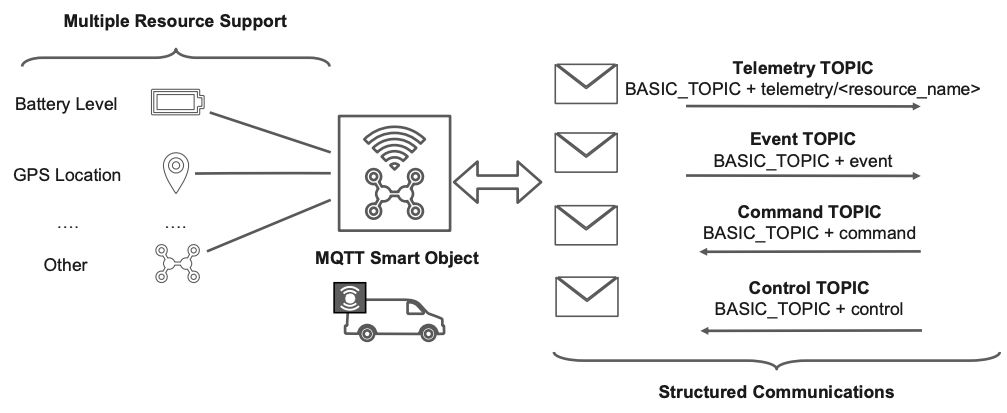 Multiple Resource Support
Battery Level
GPS Location
.... ....
Other
MQTT Smart Object
Telemetry TOPIC
BASIC_TOPIC + telemetry/<resource_name>
Event TOPIC
BASIC_TOPIC + event
Command TOPIC
BASIC_TOPIC + command
Control TOPIC
BASIC_TOPIC + control
Structured Communications